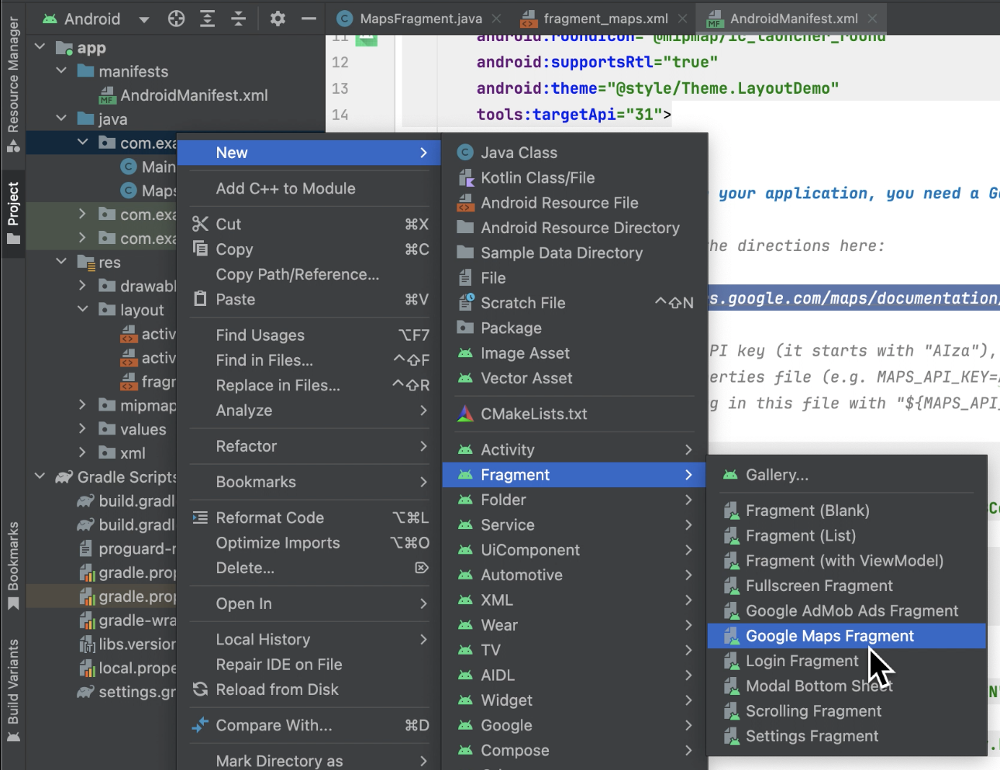 Android
MapsFragment.java
fragment_maps.xml
AndroidManifest.xml
Resource Manager
Project
Bookmarks
Build Variants
app
manifests
AndroidManifest.xml
java
com.exa
Main
Maps
com.exa
com.exa
res
drawabl
layout
activ
activ
fragr
mipmap
values
xml
Gradle Scripts
build.gradl
build.gradl
proguard-r
gradle.prop
gradle.prop
gradle-wra
libs.version
local.prope
settings.gr
11
android:roundIcon="@mipmap/ic_launcher_round
12
android:supportsRtl="true"
13
android:theme="@style/Theme.LayoutDemo"
14
tools:targetApi="31">
your application, you need a G
he directions here:
s.google.com/maps/documentation/
PI key (it starts with "AIza"),
erties file (e.g. MAPS_API_KEY=
g in this file with "${MAPS_API_
New
Add C++ to Module
Cut ⌘X
Copy ⌘C
Copy Path/Reference...
Paste ⌘V
Find Usages ⌥F7
Find in Files... ^⇧F
Replace in Files... ^⇧R
Analyze
Refactor
Bookmarks
Reformat Code ⌥⌘L
Optimize Imports ⌥⌘O
Delete... ⌦
Open In
Local History
Repair IDE on File
Reload from Disk
Compare With... ⌘D
Mark Directory as
Java Class
Kotlin Class/File
Android Resource File
Android Resource Directory
Sample Data Directory
File
Scratch File ^⇧N
Package
Image Asset
Vector Asset
CMakeLists.txt
Activity
Fragment
Folder
Service
UiComponent
Automotive
XML
Wear
TV
AIDL
Widget
Google
Compose
Gallery...
Fragment (Blank)
Fragment (List)
Fragment (with ViewModel)
Fullscreen Fragment
Google AdMob Ads Fragment
Google Maps Fragment
Login Fragment
Modal Bottom Sheet
Scrolling Fragment
Settings Fragment